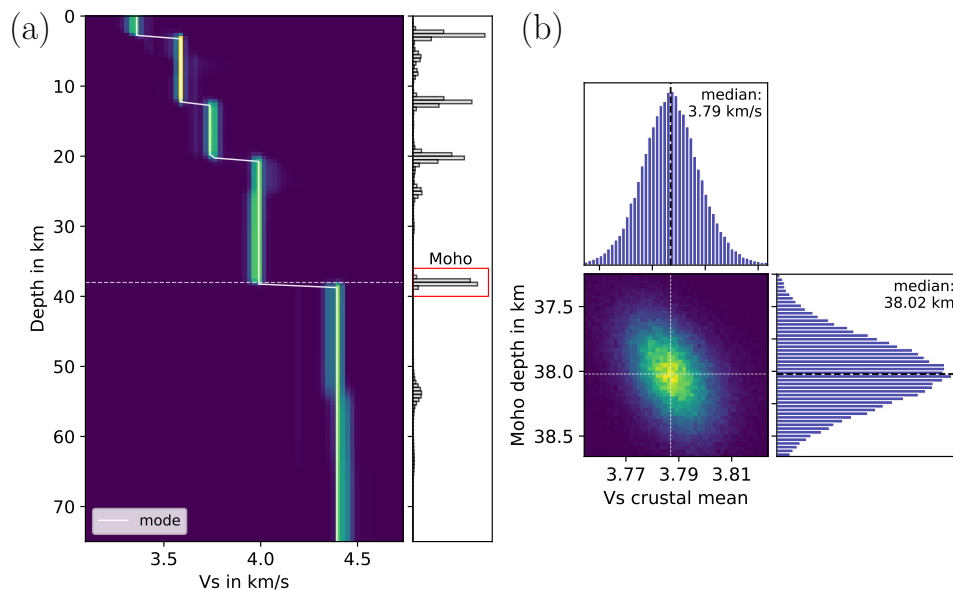 (a)
0
10
20
30
40
50
60
70
Depth in km
mode
3.5
4.0
4.5
Vs in km/s
Moho
(b)
median:
3.79 km/s
median:
38.02 km
37.5
38.0
38.5
Moho depth in km
3.77
3.79
3.81
Vs crustal mean